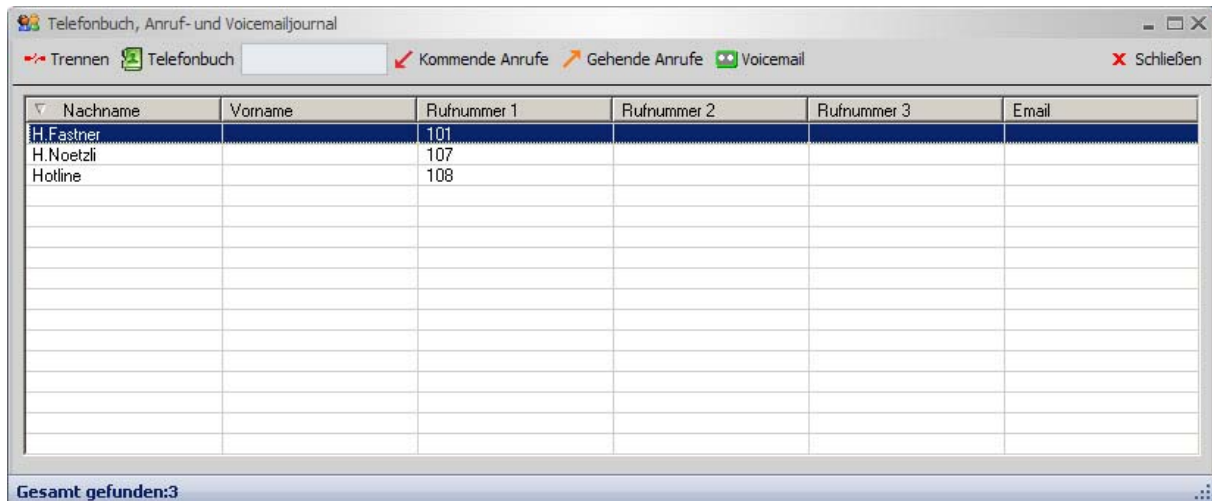 Telefonbuch, Anruf- und Voicemailjournal
Trennen Telefonbuch Kommende Anrufe Gehende Anrufe Voicemail Schließen
Nachname Vorname Rufnummer 1 Rufnummer 2 Rufnummer 3 Email
H.Fastner 101
H.Noetzli 107
Hotline 108
Gesamt gefunden:3